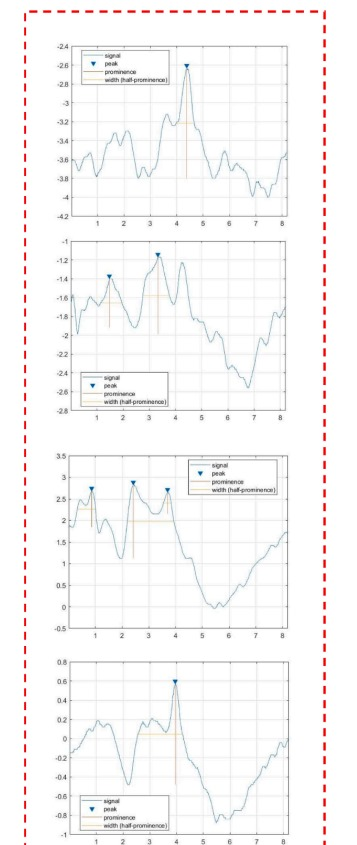 -2.4
-2.6
-2.8
-3
-3.2
-3.4
-3.6
-3.8
-4
-4.2
signal
peak
prominence
width (half-prominence)
1 2 3 4 5 6 7 8
-1
-1.2
-1.4
-1.6
-1.8
-2
-2.2
-2.4
-2.6
-2.8
signal
peak
prominence
width (half-prominence)
1 2 3 4 5 6 7 8
3.5
3
2.5
2
1.5
1
0.5
0
-0.5
signal
peak
prominence
width (half-prominence)
1 2 3 4 5 6 7 8
0.8
0.6
0.4
0.2
0
-0.2
-0.4
-0.6
-0.8
-1
signal
peak
prominence
width (half-prominence)
1 2 3 4 5 6 7 8